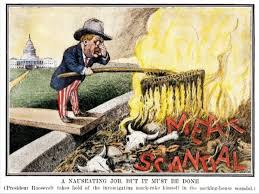 MEAT
SCANDAL
A NAUSEATING JOB, BUT IT MUST BE DONE
(President Roosevelt takes hold of the investigating muck-rake himself in the packing-house scandal.)